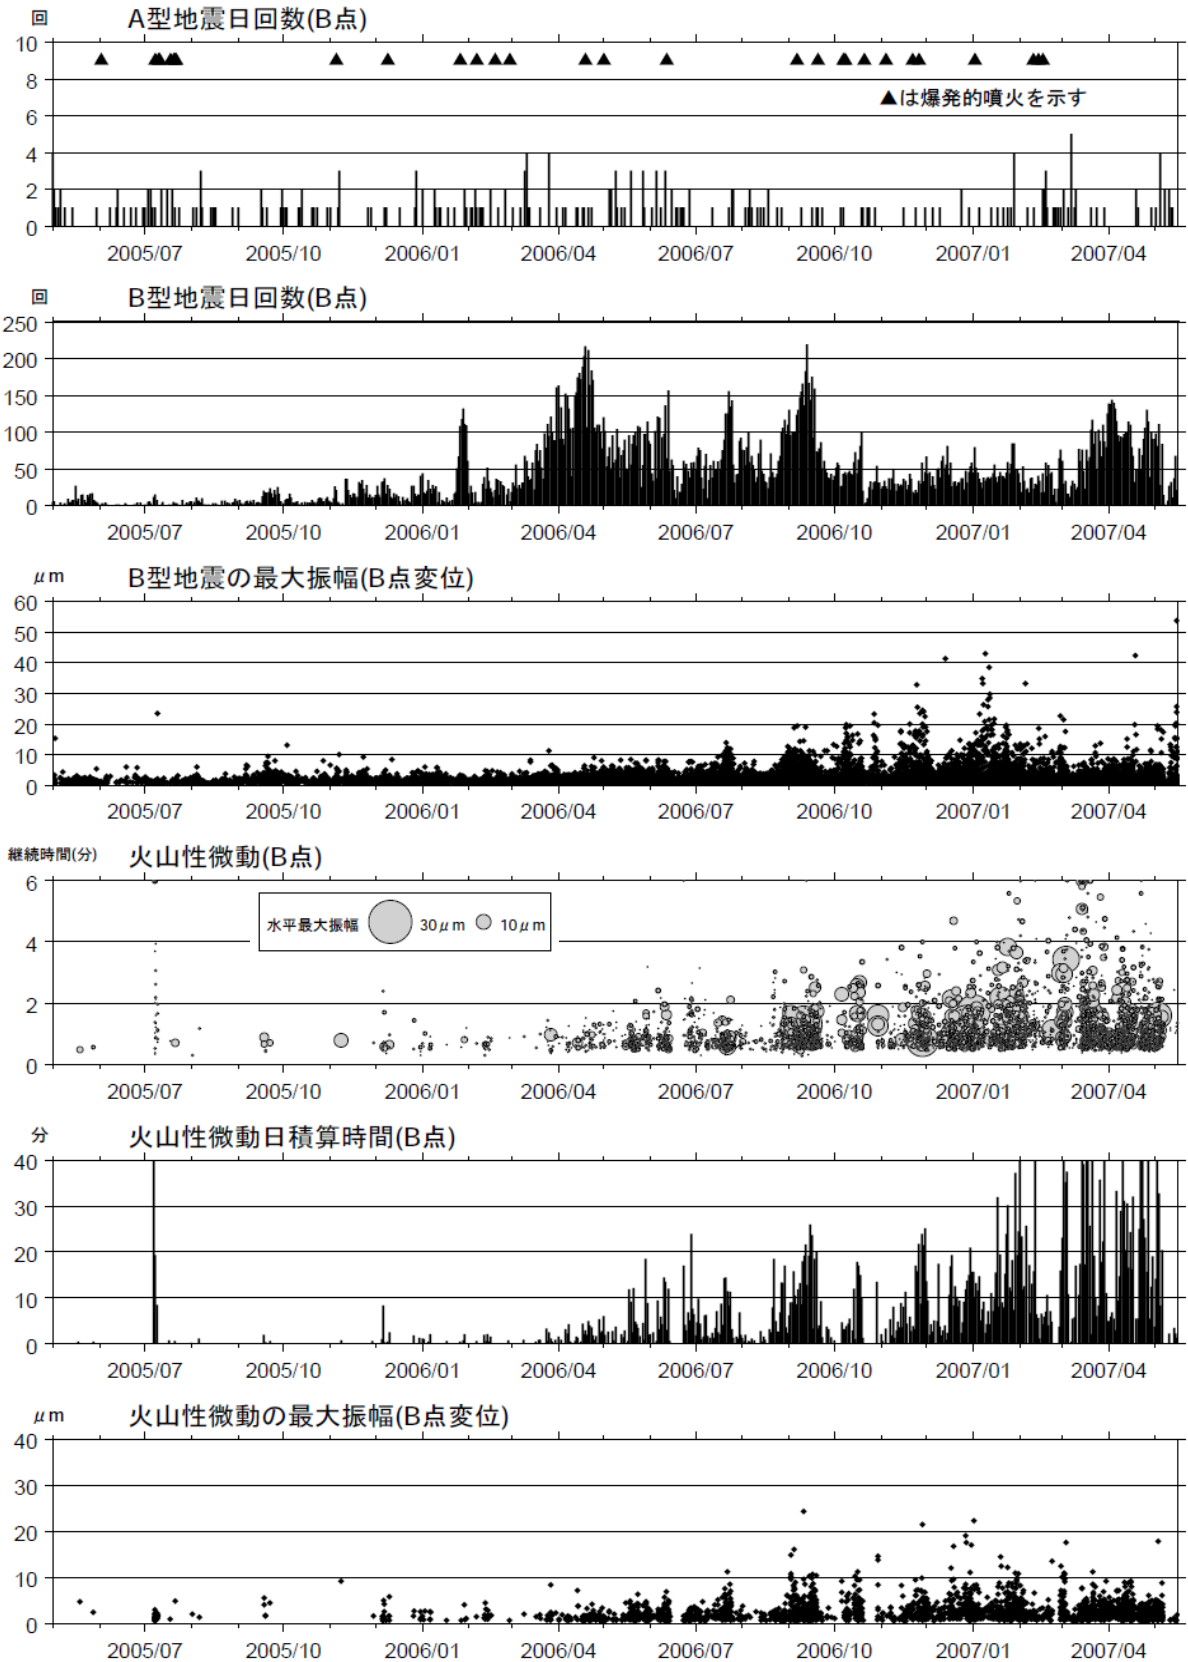 回 A型地震日回数(B点)
10
8
▲は爆発的噴火を示す
6
4
2
0
2005/07 2005/10 2006/01 2006/04 2006/07 2006/10 2007/01 2007/04
回 B型地震日回数(B点)
250
200
150
100
50
0
2005/07 2005/10 2006/01 2006/04 2006/07 2006/10 2007/01 2007/04
μm B型地震の最大振幅(B点変位)
60
50
40
30
20
10
0
2005/07 2005/10 2006/01 2006/04 2006/07 2006/10 2007/01 2007/04
継続時間(分) 火山性微動(B点)
6
水平最大振幅 30μm 10μm
4
2
0
2005/07 2005/10 2006/01 2006/04 2006/07 2006/10 2007/01 2007/04
分 火山性微動日積算時間(B点)
40
30
20
10
0
2005/07 2005/10 2006/01 2006/04 2006/07 2006/10 2007/01 2007/04
μm 火山性微動の最大振幅(B点変位)
40
30
20
10
0
2005/07 2005/10 2006/01 2006/04 2006/07 2006/10 2007/01 2007/04